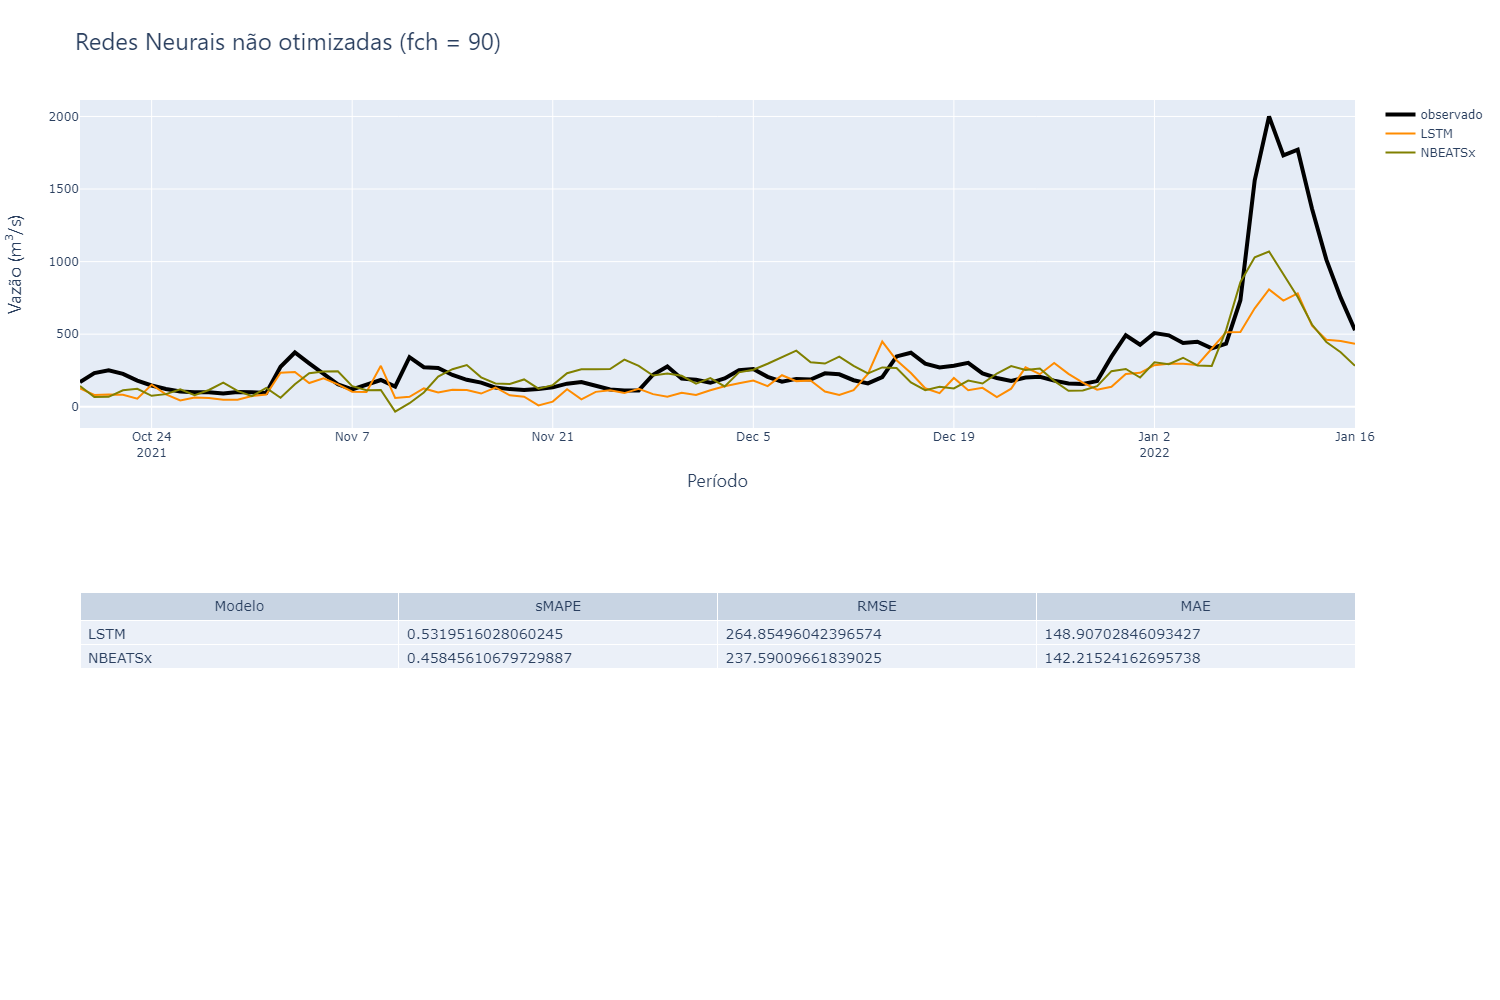 Redes Neurais não otimizadas (fch = 90)
observado
LSTM
NBEATSx
Vazão (m³/s)
2000
1500
1000
500
0
Oct 24
2021
Nov 7
Nov 21
Dec 5
Dec 19
Jan 2
2022
Jan 16
Período
Modelo sMAPE RMSE MAE
LSTM 0.5319516028060245 264.85496042396574 148.90702846093427
NBEATSx 0.45845610679729887 237.59009661839025 142.21524162695738